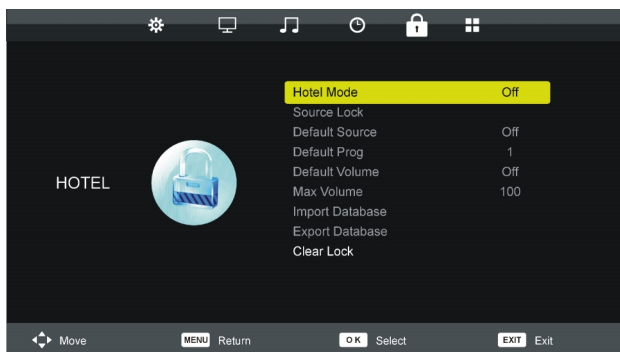 Hotel Mode Off
Source Lock
Default Source Off
Default Prog 1
Default Volume Off
HOTEL
Max Volume 100
Import Database
Export Database
Clear Lock
Move MENU Return OK Select EXIT Exit